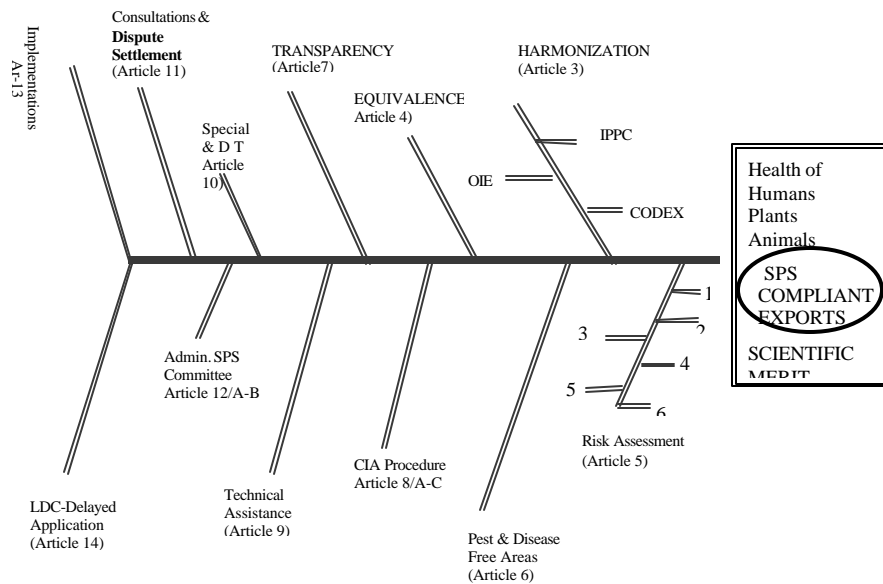 Implementations
Ar-13
Consultations &
Dispute
Settlement
(Article 11)
Special
& D T
Article
10)
TRANSPARENCY
(Article7)
EQUIVALENCE
Article 4)
HARMONIZATION
(Article 3)
IPPC
OIE
CODEX
Health of
Humans
Plants
Animals
SPS
COMPLIANT
EXPORTS
SCIENTIFIC
MERIT
1
2
3
4
5
6
Risk Assessment
(Article 5)
Admin. SPS
Committee
Article 12/A-B
LDC-Delayed
Application
(Article 14)
Technical
Assistance
(Article 9)
CIA Procedure
Article 8/A-C
Pest & Disease
Free Areas
(Article 6)